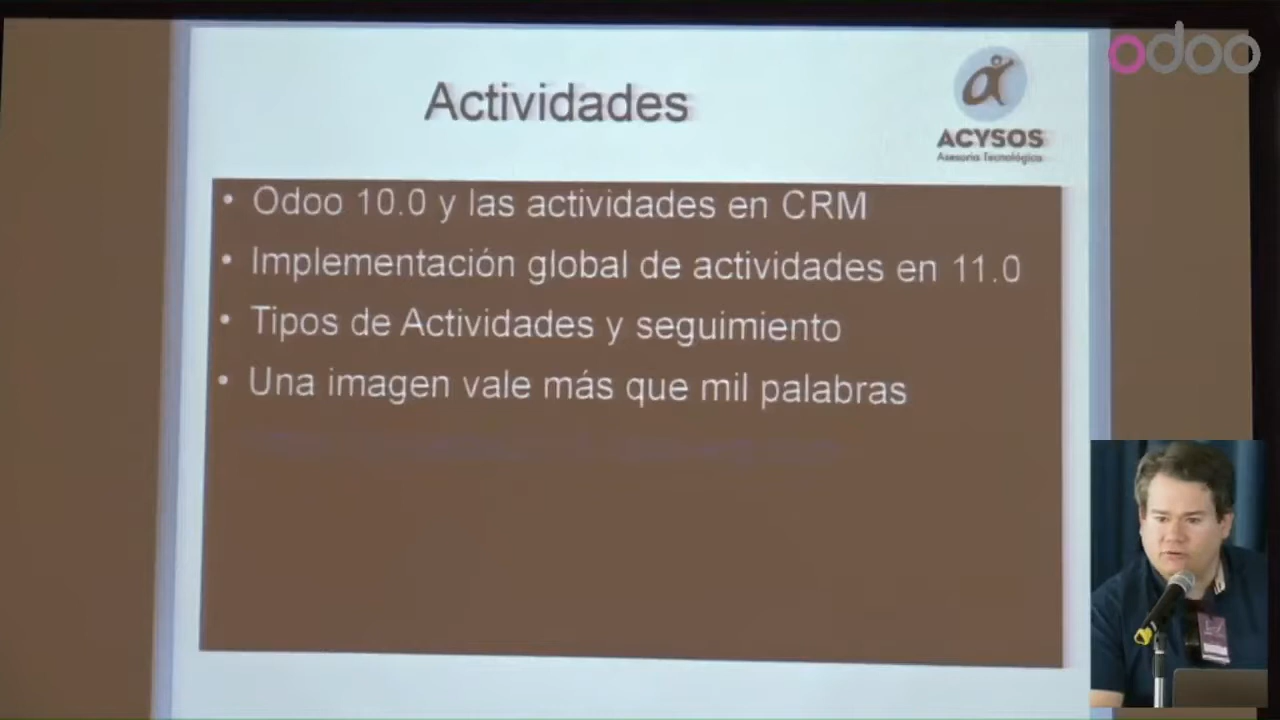 odoo
Actividades
ACYSOS
Asesoría Tecnológica
• Odoo 10.0 y las actividades en CRM
• Implementación global de actividades en 11.0
• Tipos de Actividades y seguimiento
• Una imagen vale más que mil palabras